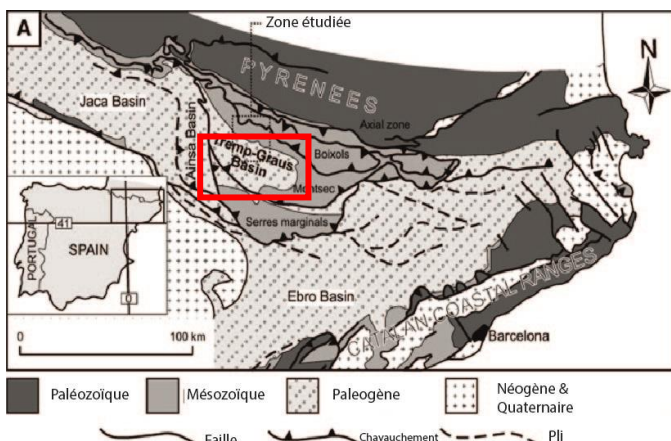 A
Zone étudiée
PYRENEES
Axial zone
Jaca Basin
Ainsa Basin
Tremp-Graus
Basin
Boixols
Montsec
Serres marginals
Ebro Basin
CATALAN COASTAL RANGES
Barcelona
N
PORTUGAL
SPAIN
41
0
0
100 km
Paléozoïque
Mésozoïque
Paleogène
Néogène &
Quaternaire
Faille
Chavauchement
Pli